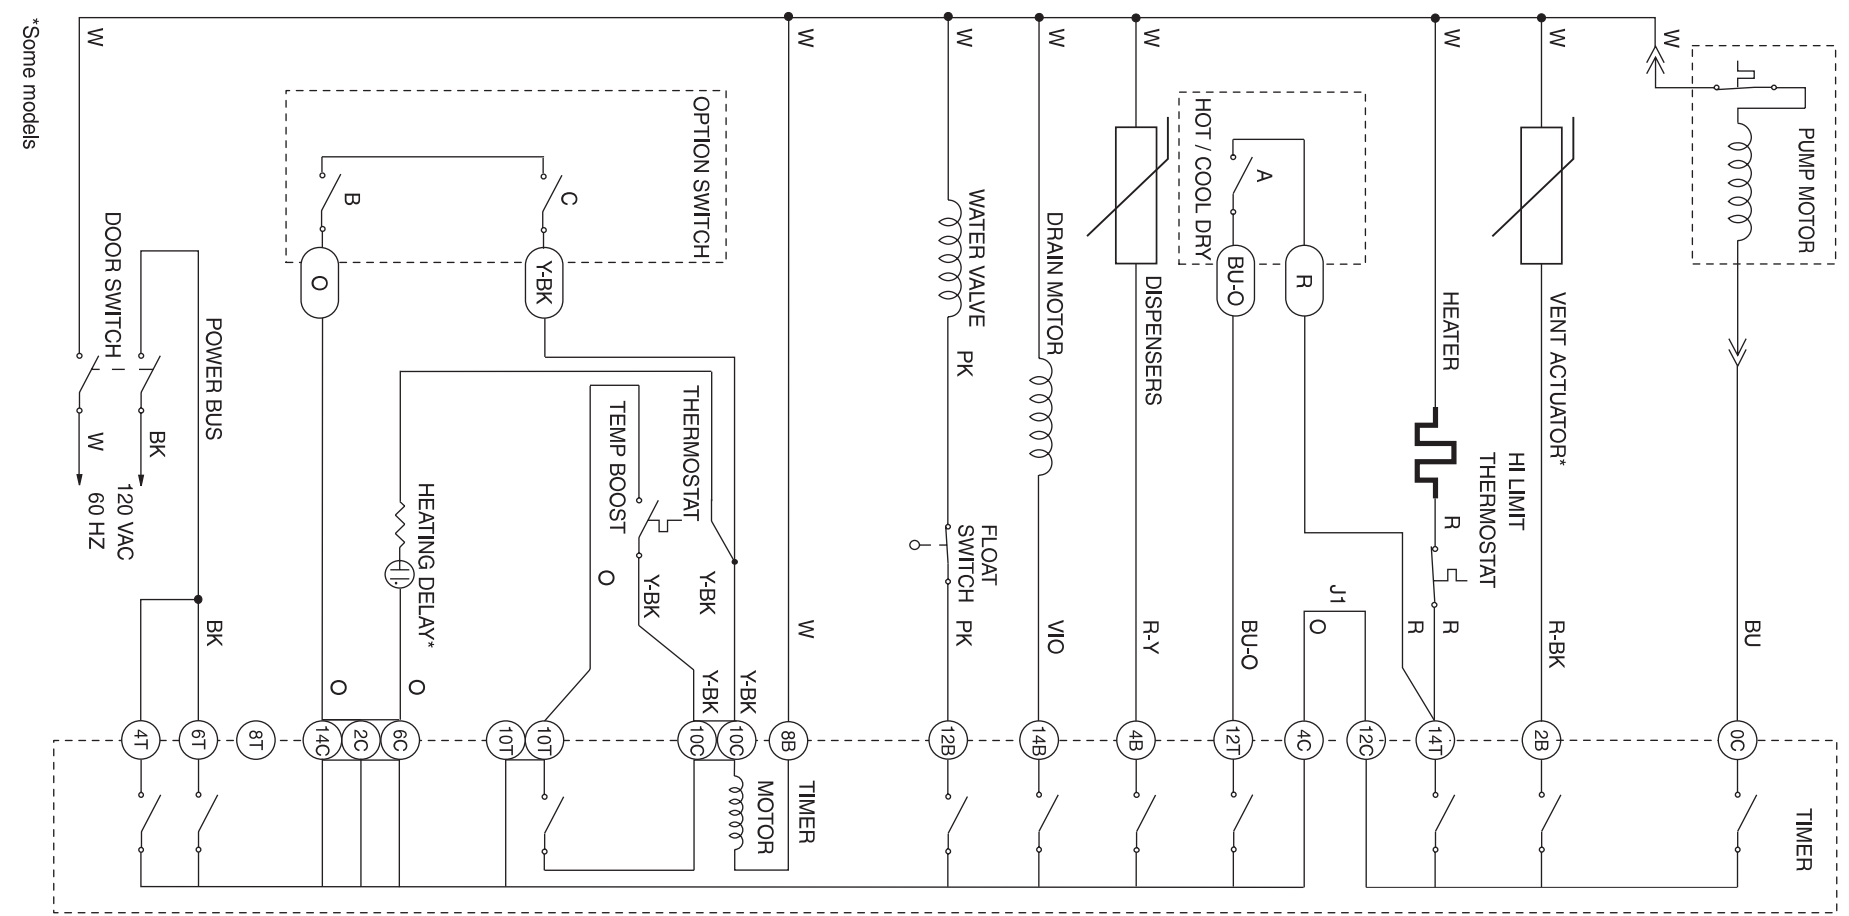 PUMP MOTOR
TIMER
BU
0C
W
VENT ACTUATOR*
W
R-BK
2B
HI LIMIT
THERMOSTAT
HEATER
W
R
R
14T
R
12C
J1
O
4C
HOT / COOL DRY
A
R
BU-O
BU-O
12T
DISPENSERS
W
R-Y
4B
DRAIN MOTOR
W
VIO
14B
WATER VALVE
FLOAT
SWITCH
W
PK
PK
12B
TIMER
MOTOR
W
W
8B
OPTION SWITCH
C
B
Y-BK
O
Y-BK
10C
THERMOSTAT
Y-BK
Y-BK
10C
TEMP BOOST
Y-BK
O
10T
10T
HEATING DELAY*
O
6C
2C
O
14C
8T
POWER BUS
BK
6T
4T
DOOR SWITCH
BK
W
W
120 VAC
60 HZ
*Some models